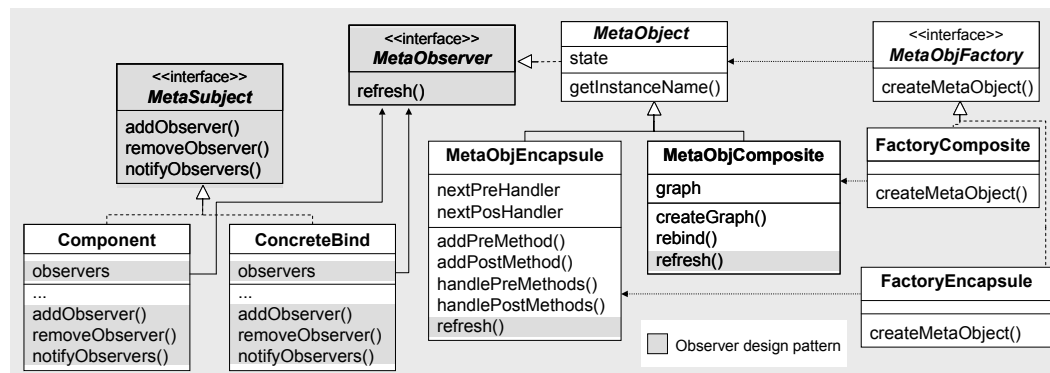 <<interface>>
MetaSubject
addObserver()
removeObserver()
notifyObservers()
<<interface>>
MetaObserver
refresh()
MetaObject
state
getInstanceName()
<<interface>>
MetaObjFactory
createMetaObject()
Component
observers
...
addObserver()
removeObserver()
notifyObservers()
ConcreteBind
observers
...
addObserver()
removeObserver()
notifyObservers()
MetaObjEncapsule
nextPreHandler
nextPosHandler
addPreMethod()
addPostMethod()
handlePreMethods()
handlePostMethods()
refresh()
MetaObjComposite
graph
createGraph()
rebind()
refresh()
FactoryComposite
createMetaObject()
FactoryEncapsule
createMetaObject()
Observer design pattern